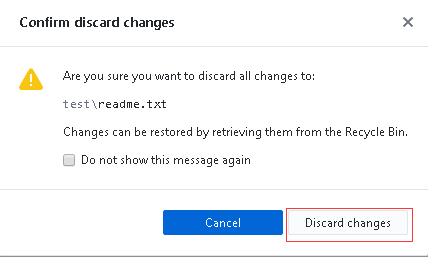 Confirm discard changes
Are you sure you want to discard all changes to:
test\readme.txt
Changes can be restored by retrieving them from the Recycle Bin.
Do not show this message again
Cancel
Discard changes